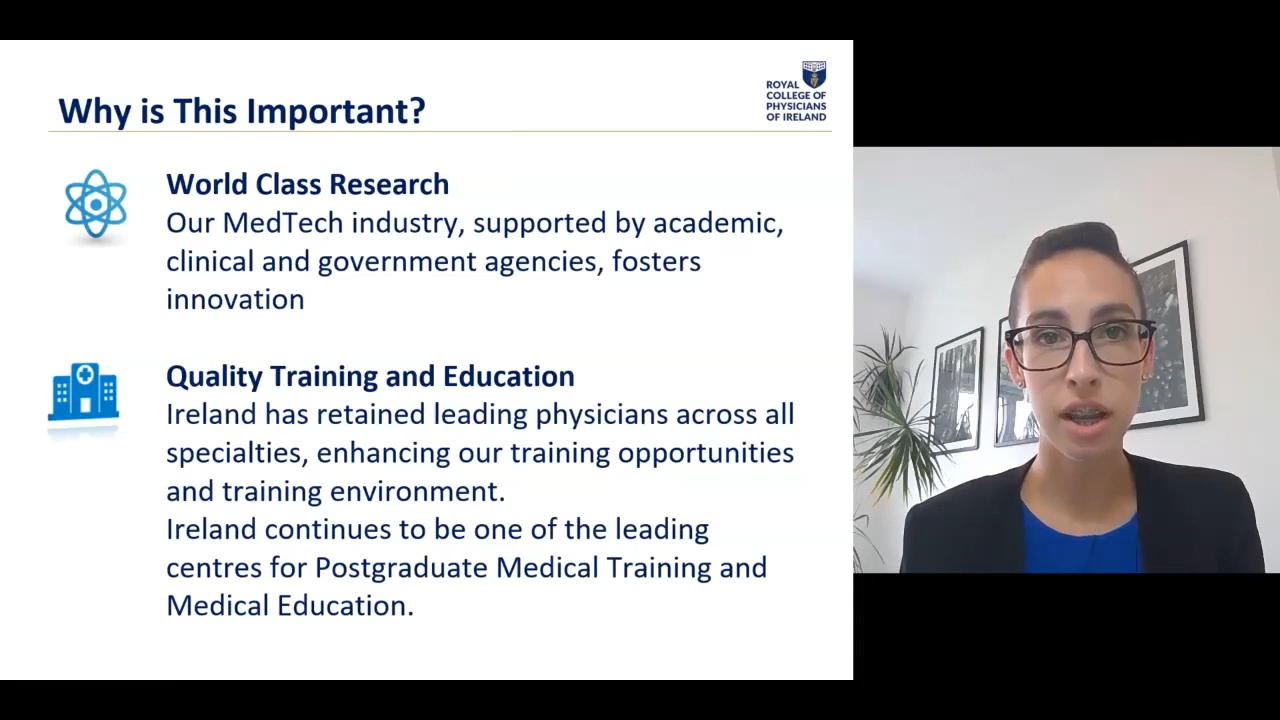 Why is This Important?
ROYAL
COLLEGE OF
PHYSICIANS
OF IRELAND
World Class Research
Our MedTech industry, supported by academic,
clinical and government agencies, fosters
innovation
Quality Training and Education
Ireland has retained leading physicians across all
specialties, enhancing our training opportunities
and training environment.
Ireland continues to be one of the leading
centres for Postgraduate Medical Training and
Medical Education.